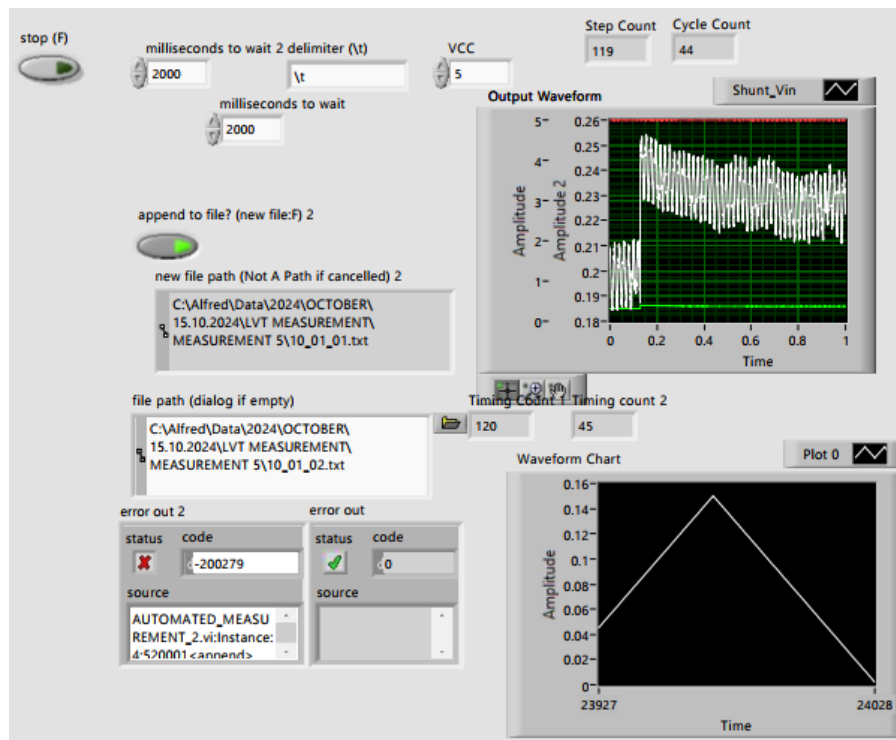 stop (F)
milliseconds to wait 2
delimiter (\t)
VCC
Step Count
Cycle Count
2000
\t
5
119
44
milliseconds to wait
2000
Output Waveform
Shunt_Vin
5-
4-
3-
2-
1-
0-
Amplitude
0.26-
0.25-
0.24-
0.23-
0.22-
0.21-
0.2-
0.19-
0.18-
Amplitude 2
0
0.2
0.4
0.6
0.8
1
Time
append to file? (new file:F) 2
new file path (Not A Path if cancelled) 2
C:\Alfred\Data\2024\OCTOBER\
15.10.2024\LVT MEASUREMENT\
MEASUREMENT 5\10_01_01.txt
file path (dialog if empty)
C:\Alfred\Data\2024\OCTOBER\
15.10.2024\LVT MEASUREMENT\
MEASUREMENT 5\10_01_02.txt
Timing Count 1
Timing count 2
120
45
Waveform Chart
Plot 0
0.16-
0.14-
0.12-
0.1-
0.08-
0.06-
0.04-
0.02-
0-
Amplitude
23927
24028
Time
error out 2
status
code
-200279
source
AUTOMATED_MEASU
REMENT_2.vi:Instance:
4:520001<append>
error out
status
code
0
source